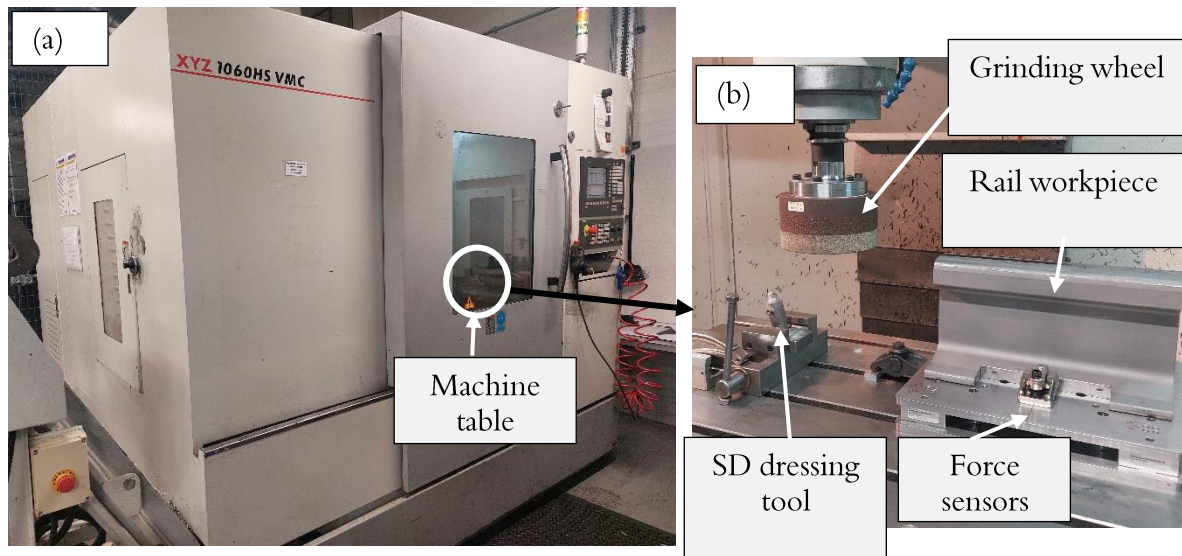 (a)
XYZ 1060HS VMC
Machine
table
(b)
Grinding wheel
Rail workpiece
SD dressing
tool
Force
sensors